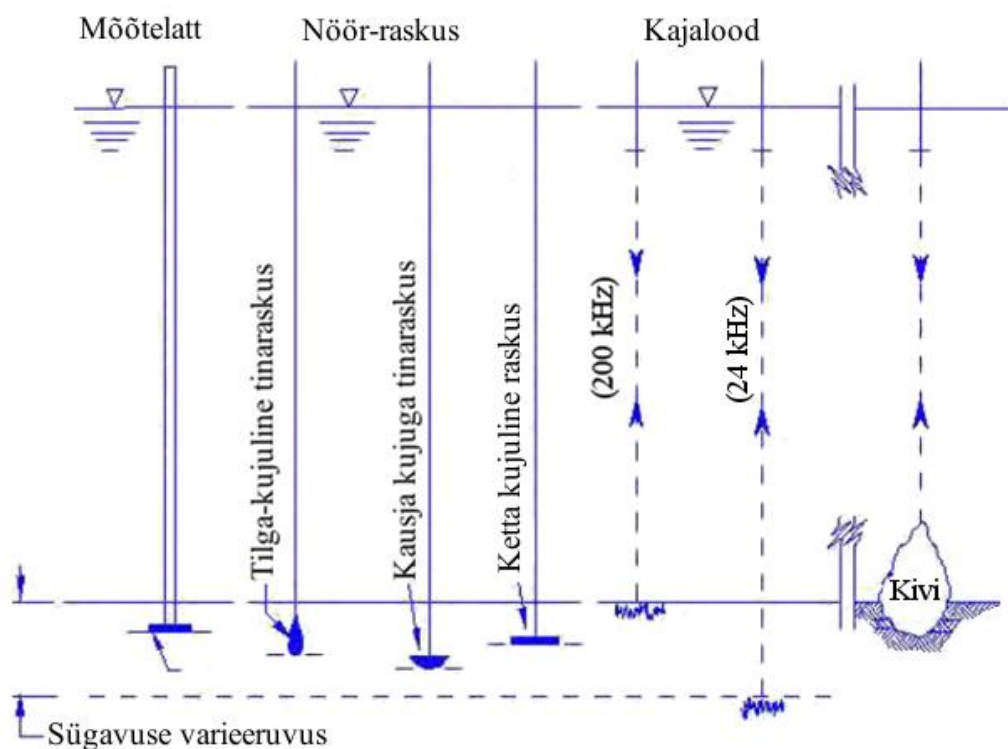 Mõõtelatt
Nöör-raskus
Kajalood
Tilga-kujuline tinaraskus
Kausja kujuga tinaraskus
Ketta kujuline raskus
(200 kHz)
(24 kHz)
Kivi
Sügavuse varieeruvus